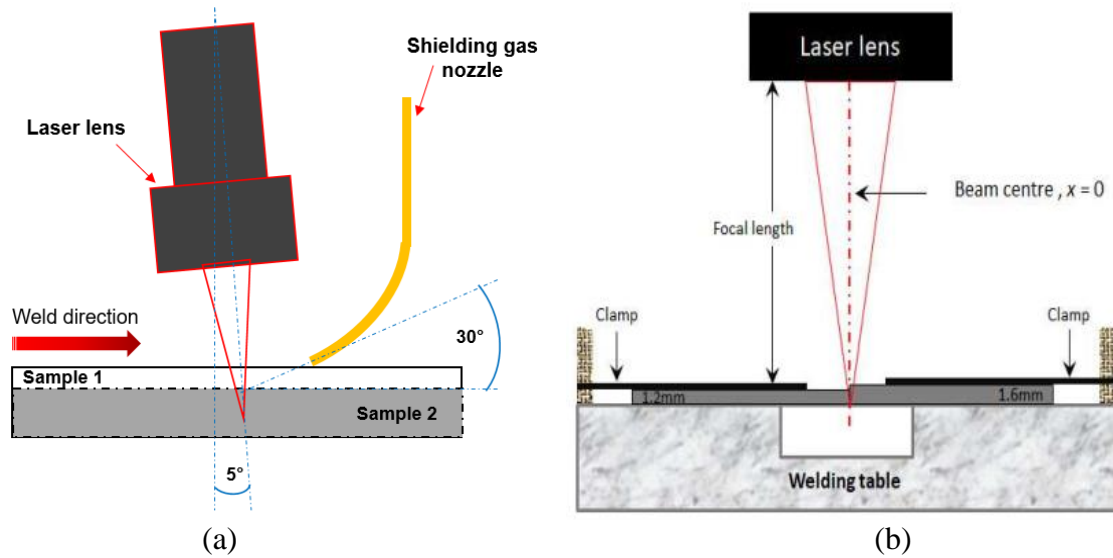 Shielding gas
nozzle
Laser lens
Weld direction
30°
Sample 1
Sample 2
5°
(a)
Laser lens
Beam centre , x = 0
Focal length
Clamp
Clamp
1.2mm
1.6mm
Welding table
(b)